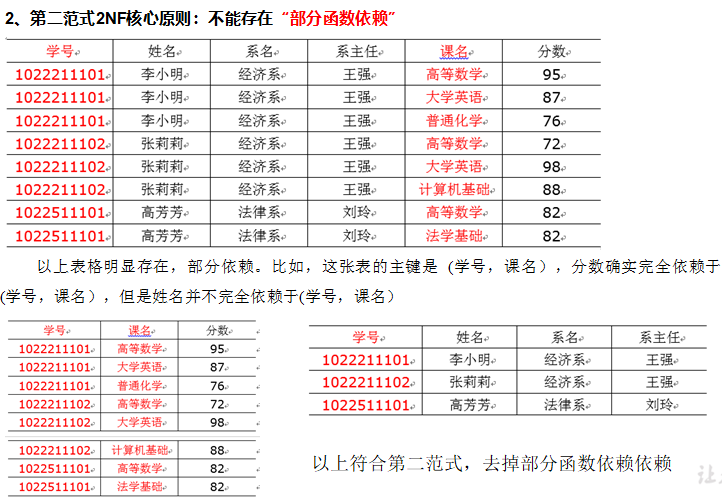 2、第二范式2NF核心原则：不能存在“部分函数依赖”
学号 姓名 系名 系主任 课名 分数
1022211101 李小明 经济系 王强 高等数学 95
1022211101 李小明 经济系 王强 大学英语 87
1022211101 李小明 经济系 王强 普通化学 76
1022211102 张莉莉 经济系 王强 高等数学 72
1022211102 张莉莉 经济系 王强 大学英语 98
1022211102 张莉莉 经济系 王强 计算机基础 88
1022511101 高芳芳 法律系 刘玲 高等数学 82
1022511101 高芳芳 法律系 刘玲 法学基础 82
以上表格明显存在，部分依赖。比如，这张表的主键是 (学号，课名），分数确实完全依赖于
(学号，课名），但是姓名并不完全依赖于(学号，课名）
学号 课名 分数
1022211101 高等数学 95
1022211101 大学英语 87
1022211101 普通化学 76
1022211102 高等数学 72
1022211102 大学英语 98
1022211102 计算机基础 88
1022511101 高等数学 82
1022511101 法学基础 82
学号 姓名 系名 系主任
1022211101 李小明 经济系 王强
1022211102 张莉莉 经济系 王强
1022511101 高芳芳 法律系 刘玲
以上符合第二范式，去掉部分函数依赖依赖
让